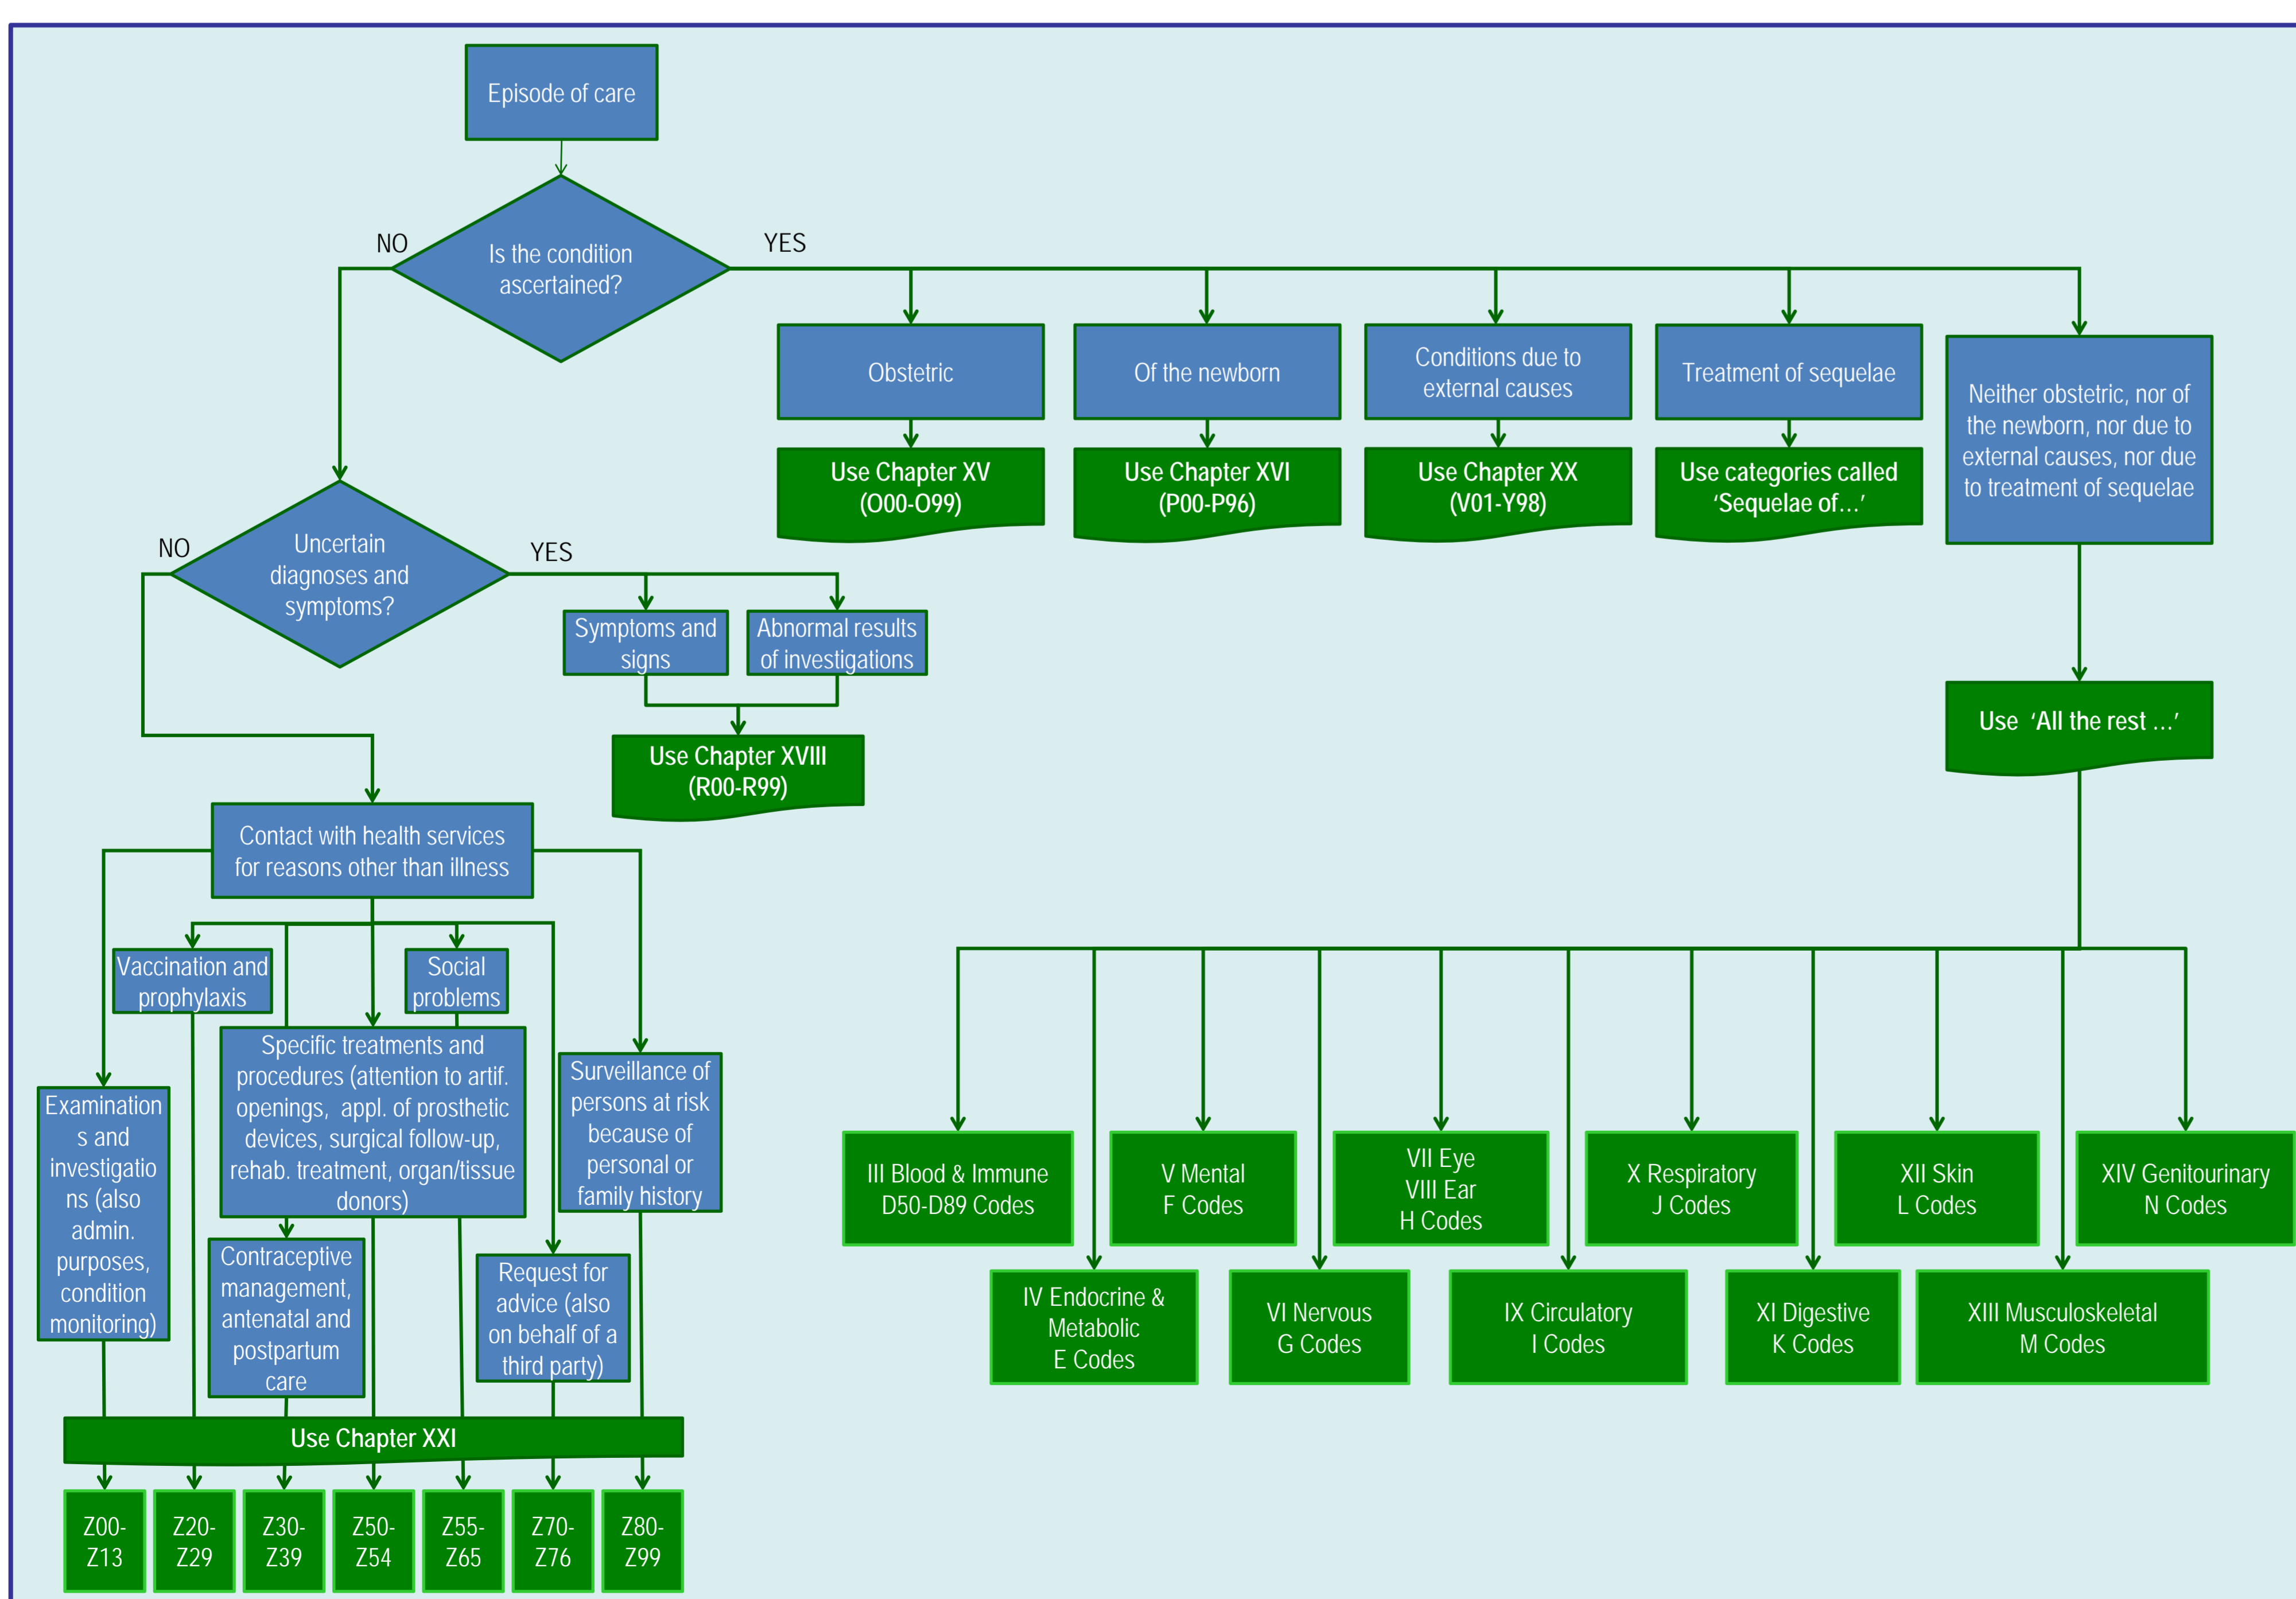 Episode of care
Is the condition
ascertained?
NO
YES
Obstetric
Of the newborn
Conditions due to
external causes
Treatment of sequelae
Neither obstetric, nor of
the newborn, nor due to
external causes, nor due
to treatment of sequelae
Use Chapter XV
(O00-O99)
Use Chapter XVI
(P00-P96)
Use Chapter XX
(V01-Y98)
Use categories called
‘Sequelae of…’
Use ‘All the rest …’
Uncertain
diagnoses and
symptoms?
NO
YES
Symptoms and
signs
Abnormal results
of investigations
Use Chapter XVIII
(R00-R99)
Contact with health services
for reasons other than illness
Vaccination and
prophylaxis
Social
problems
Specific treatments and
procedures (attention to artif.
openings, appl. of prosthetic
devices, surgical follow-up,
rehab. treatment, organ/tissue
donors)
Surveillance of
persons at risk
because of
personal or
family history
Examination
s and
investigatio
ns (also
admin.
purposes,
condition
monitoring)
Contraceptive
management,
antenatal and
postpartum
care
Request for
advice (also
on behalf of a
third party)
Use Chapter XXI
Z00-
Z13
Z20-
Z29
Z30-
Z39
Z50-
Z54
Z55-
Z65
Z70-
Z76
Z80-
Z99
III Blood & Immune
D50-D89 Codes
V Mental
F Codes
VII Eye
VIII Ear
H Codes
X Respiratory
J Codes
XII Skin
L Codes
XIV Genitourinary
N Codes
IV Endocrine &
Metabolic
E Codes
VI Nervous
G Codes
IX Circulatory
I Codes
XI Digestive
K Codes
XIII Musculoskeletal
M Codes